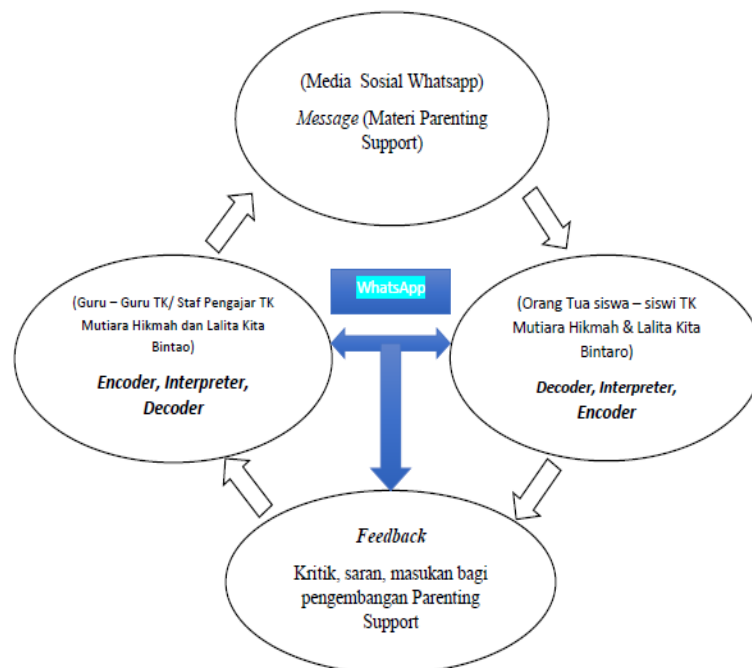 (Media Sosial Whatsapp)
Message (Materi Parenting
Support)
WhatsApp
(Guru – Guru TK/ Staf Pengajar TK
Mutiara Hikmah dan Lalita Kita
Bintao)
Encoder, Interpreter,
Decoder
(Orang Tua siswa – siswi TK
Mutiara Hikmah & Lalita Kita
Bintaro)
Decoder, Interpreter,
Encoder
Feedback
Kritik, saran, masukan bagi
pengembangan Parenting
Support